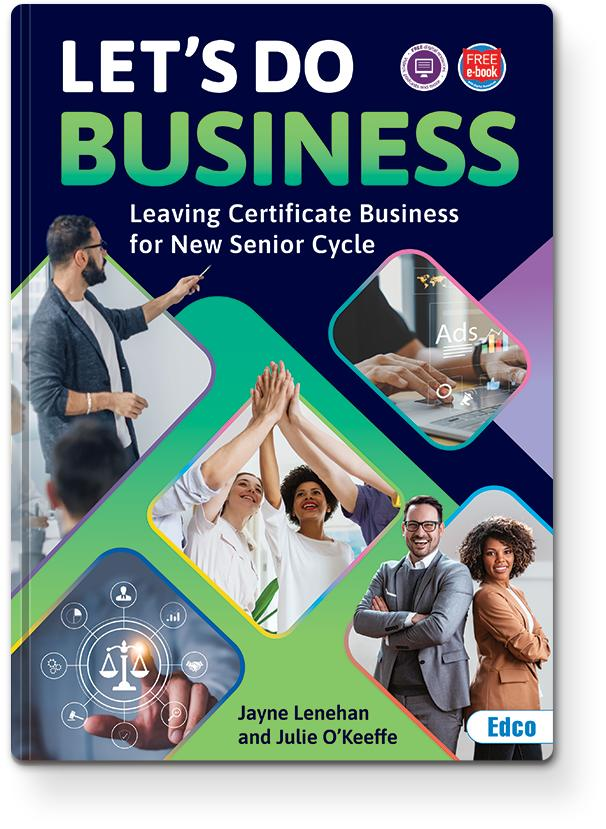 LET'S DO
BUSINESS
FREE
e-book
Leaving Certificate Business
for New Senior Cycle
Ads
Jayne Lenehan
and Julie O'Keeffe
Edco